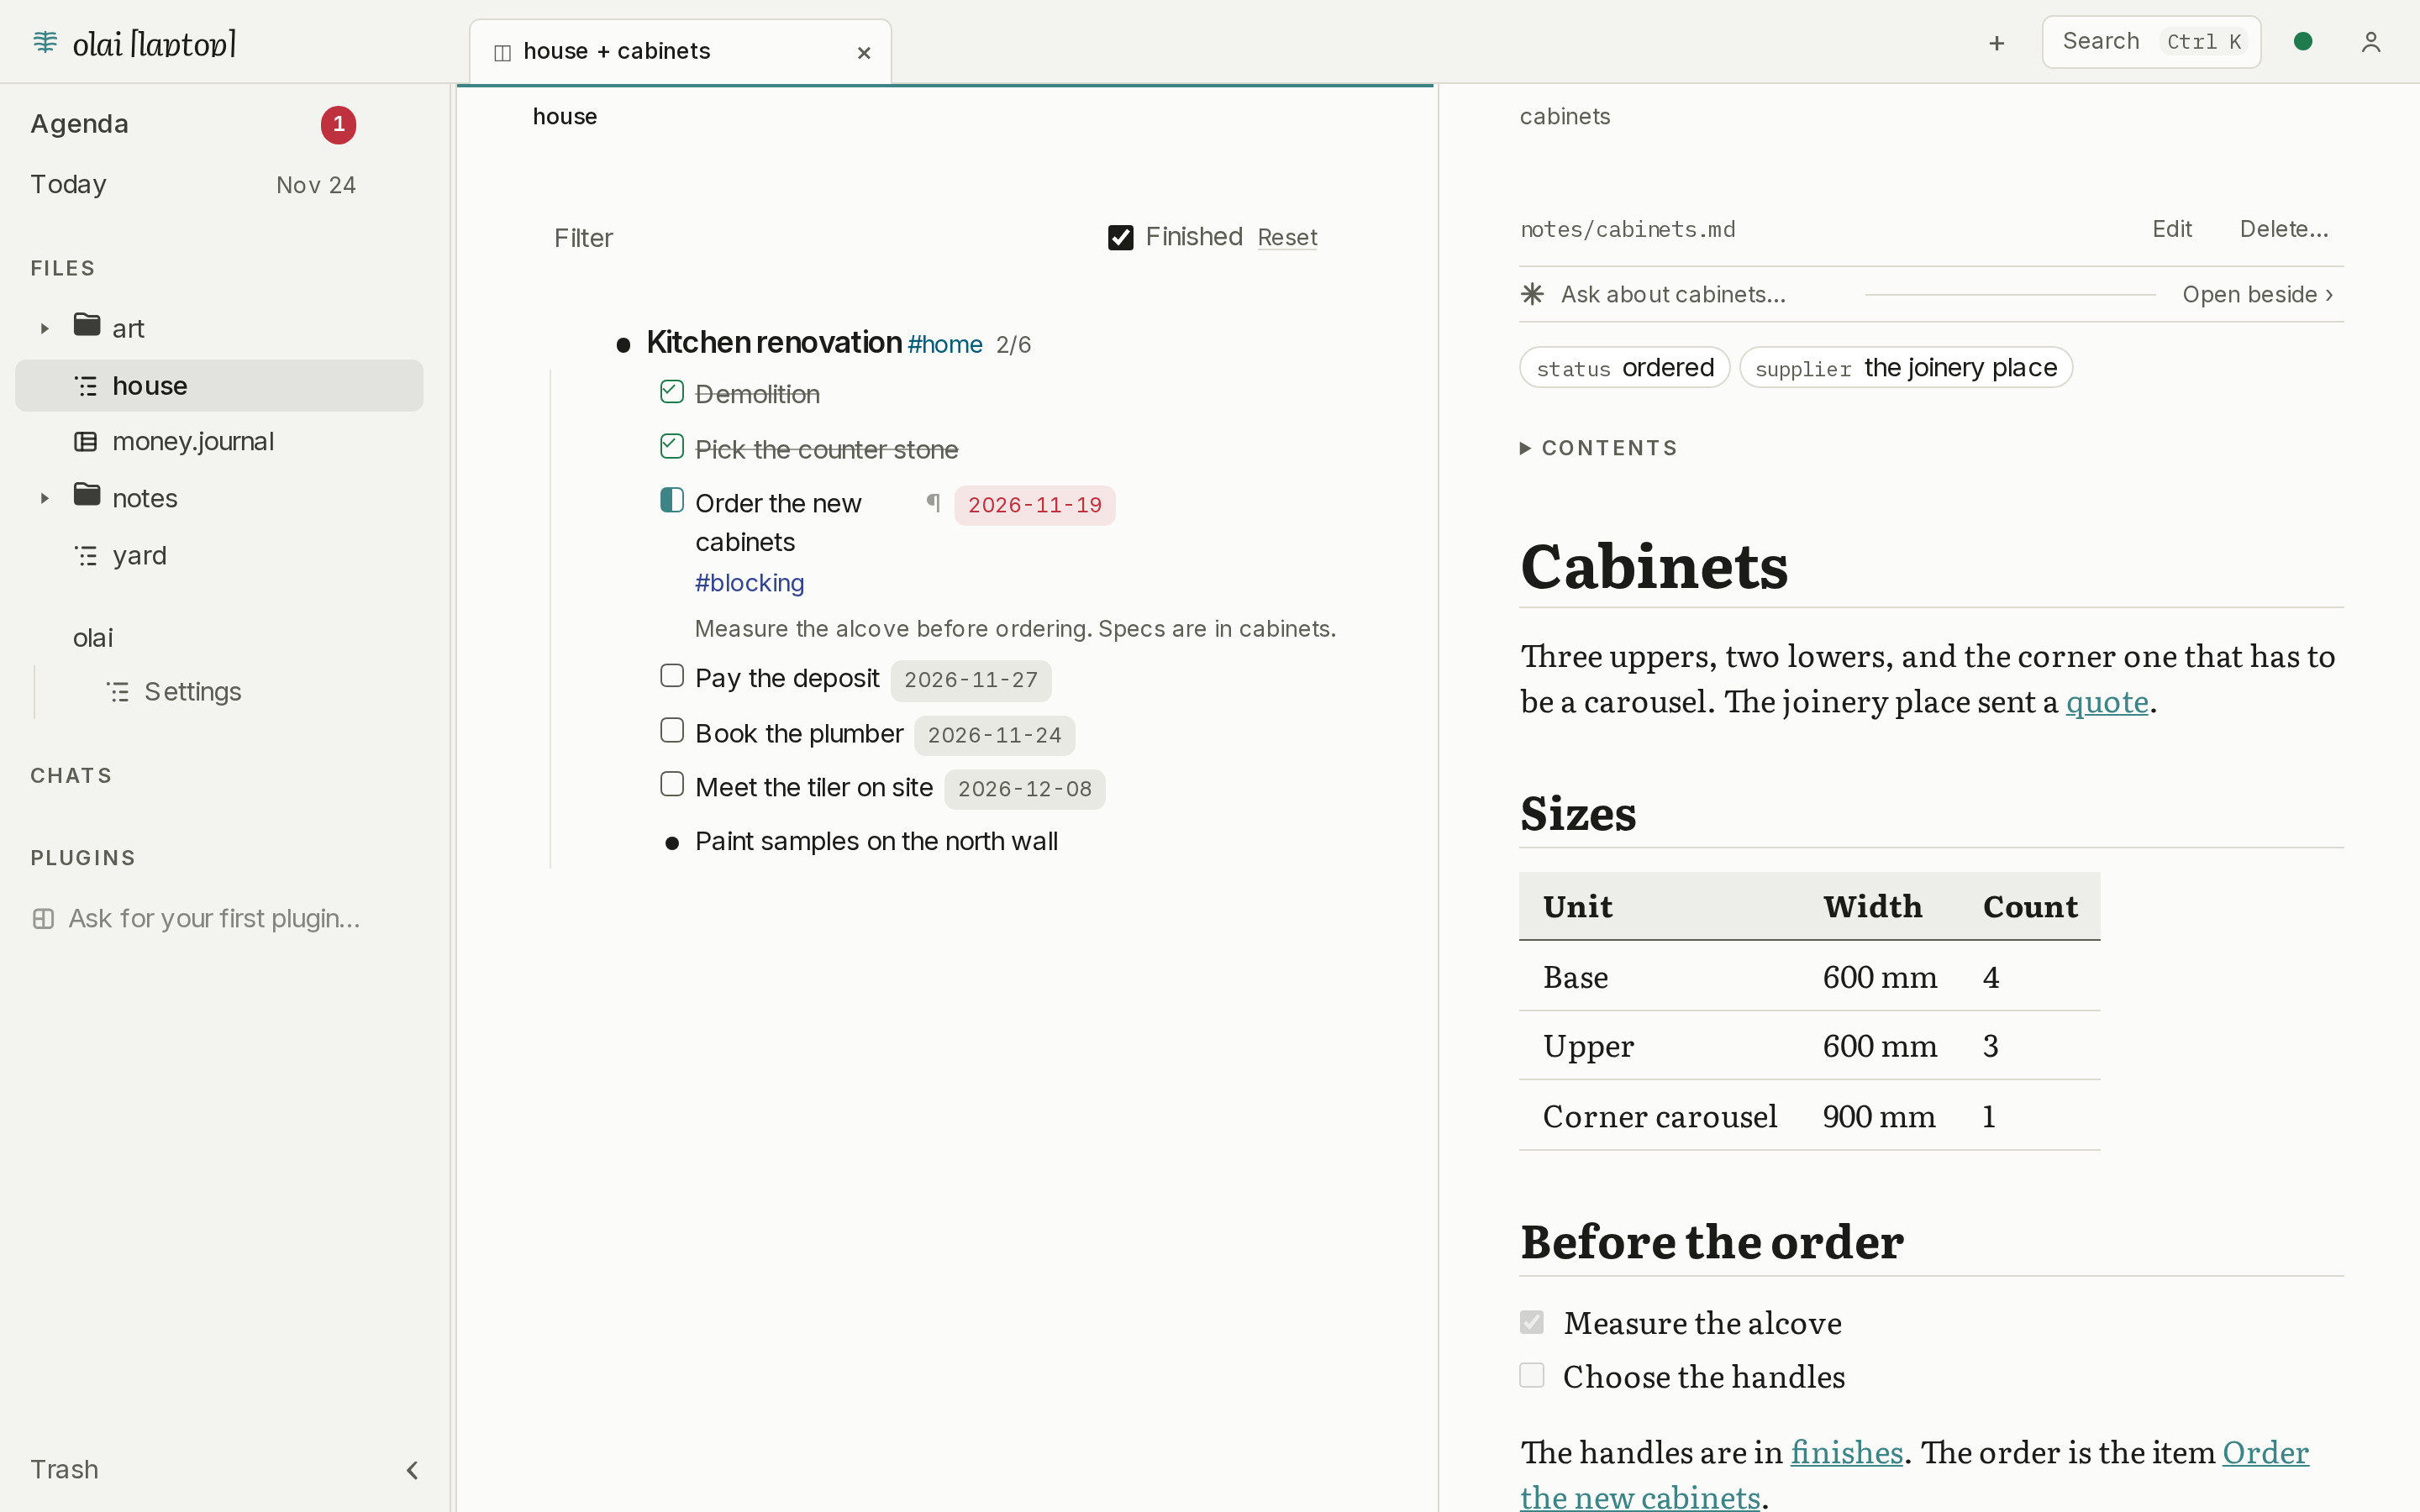 olai [laptop]
house + cabinets
Search Ctrl K
Agenda 1
Today Nov 24
FILES
art
house
money.journal
notes
yard
olai
Settings
CHATS
PLUGINS
Ask for your first plugin...
Trash
house
Filter
Finished Reset
Kitchen renovation #home 2/6
Demolition
Pick the counter stone
Order the new ¶ 2026-11-19
cabinets
#blocking
Measure the alcove before ordering. Specs are in cabinets.
Pay the deposit 2026-11-27
Book the plumber 2026-11-24
Meet the tiler on site 2026-12-08
Paint samples on the north wall
cabinets
notes/cabinets.md Edit Delete...
Ask about cabinets... Open beside ›
status ordered supplier the joinery place
CONTENTS
Cabinets
Three uppers, two lowers, and the corner one that has to
be a carousel. The joinery place sent a quote.
Sizes
Unit Width Count
Base 600 mm 4
Upper 600 mm 3
Corner carousel 900 mm 1
Before the order
Measure the alcove
Choose the handles
The handles are in finishes. The order is the item Order
the new cabinets.